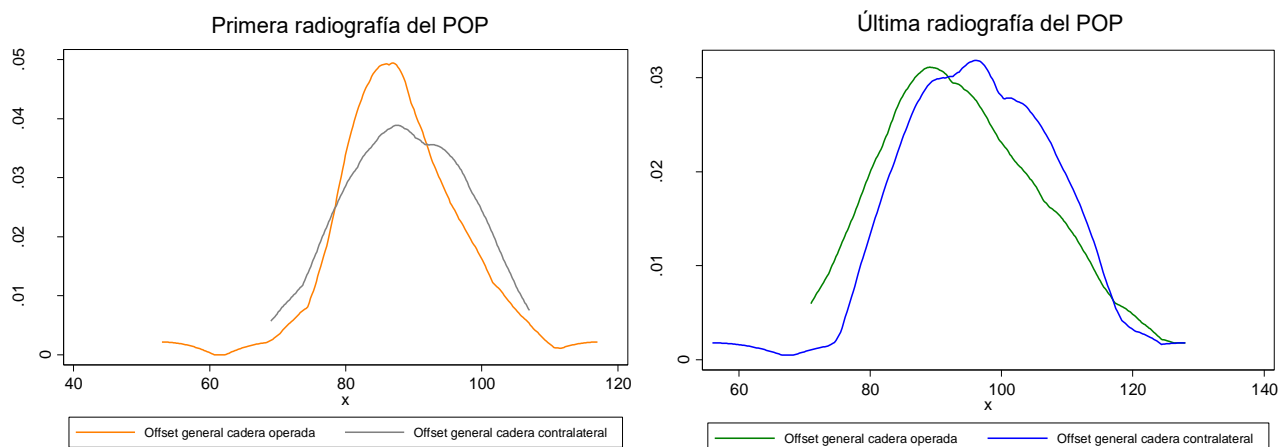 Primera radiografía del POP
.05
.04
.03
.02
.01
0
40
60
80
100
120
x
Offset general cadera operada
Offset general cadera contralateral
Última radiografía del POP
.03
.02
.01
0
60
80
100
120
140
x
Offset general cadera operada
Offset general cadera contralateral